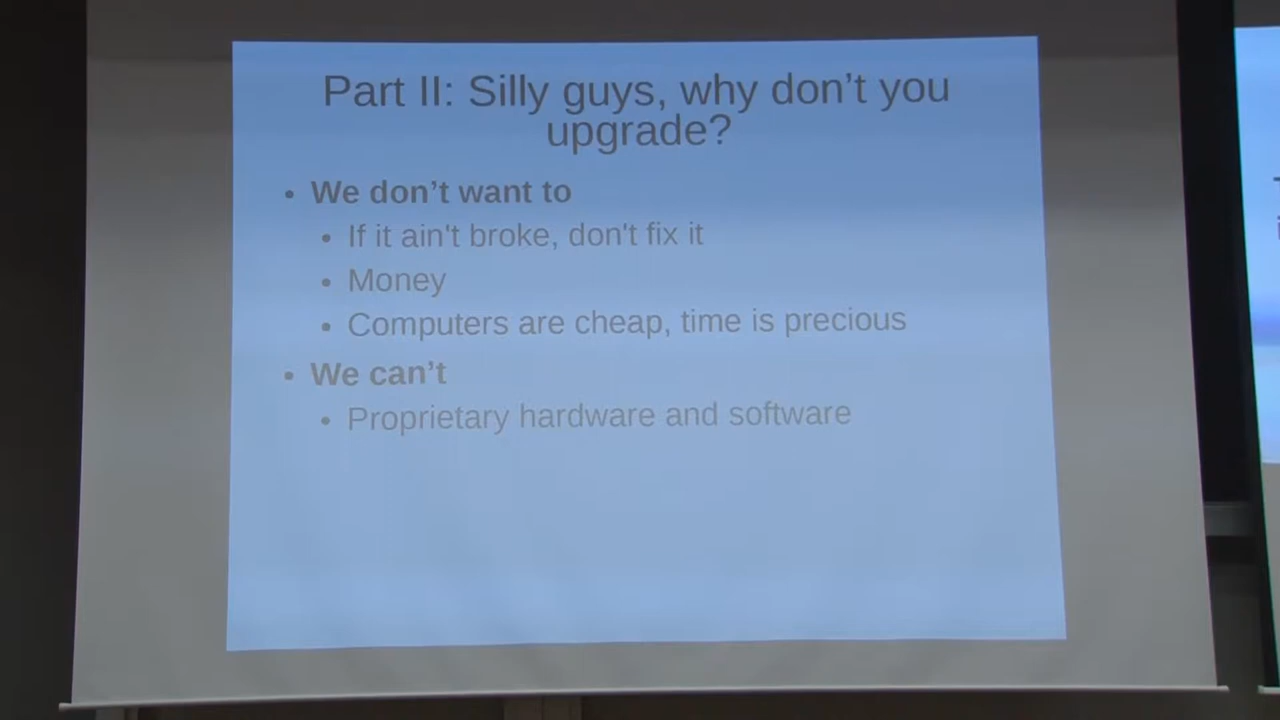 Part II: Silly guys, why don’t you
upgrade?
• We don’t want to
• If it ain't broke, don't fix it
• Money
• Computers are cheap, time is precious
• We can’t
• Proprietary hardware and software